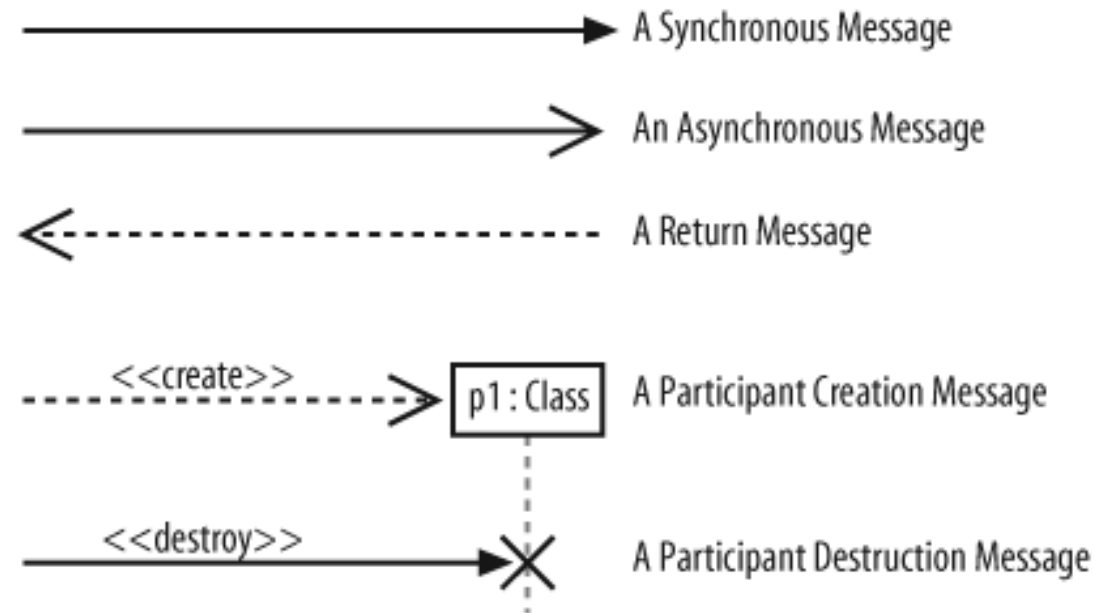 A Synchronous Message
An Asynchronous Message
A Return Message
<<create>>
p1 : Class
A Participant Creation Message
<<destroy>>
A Participant Destruction Message